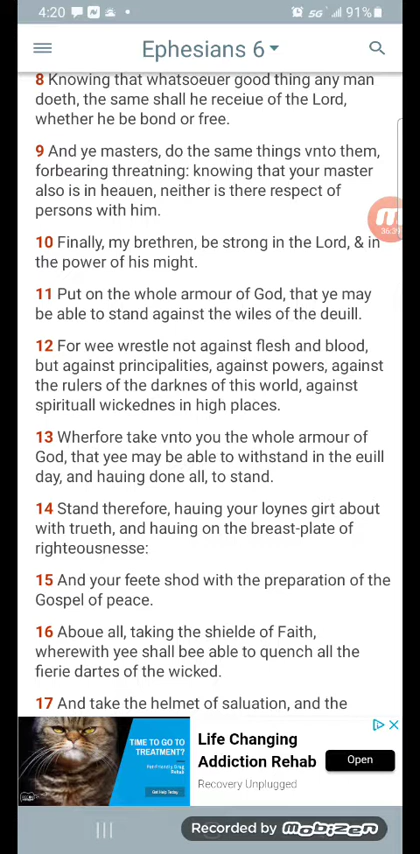 4:20 5G 91%
Ephesians 6
8 Knowing that whatsoeuer good thing any man
doeth, the same shall he receiue of the Lord,
whether he be bond or free.
9 And ye masters, do the same things vnto them,
forbearing threatning: knowing that your master
also is in heauen, neither is there respect of
persons with him.
M
36:3
10 Finally, my brethren, be strong in the Lord, & in
the power of his might.
11 Put on the whole armour of God, that ye may
be able to stand against the wiles of the deuill.
12 For wee wrestle not against flesh and blood,
but against principalities, against powers, against
the rulers of the darknes of this world, against
spirituall wickednes in high places.
13 Wherfore take vnto you the whole armour of
God, that yee may be able to withstand in the euill
day, and hauing done all, to stand.
14 Stand therefore, hauing your loynes girt about
with trueth, and hauing on the breast-plate of
righteousnesse:
15 And your feete shod with the preparation of the
Gospel of peace.
16 Aboue all, taking the shielde of Faith,
wherewith yee shall bee able to quench all the
fierie dartes of the wicked.
17 And take the helmet of saluation, and the
TIME TO GO TO
TREATMENT?
Rehab
Get Help Today
Life Changing
Addiction Rehab
Recovery Unplugged
Open
Recorded by mobizen